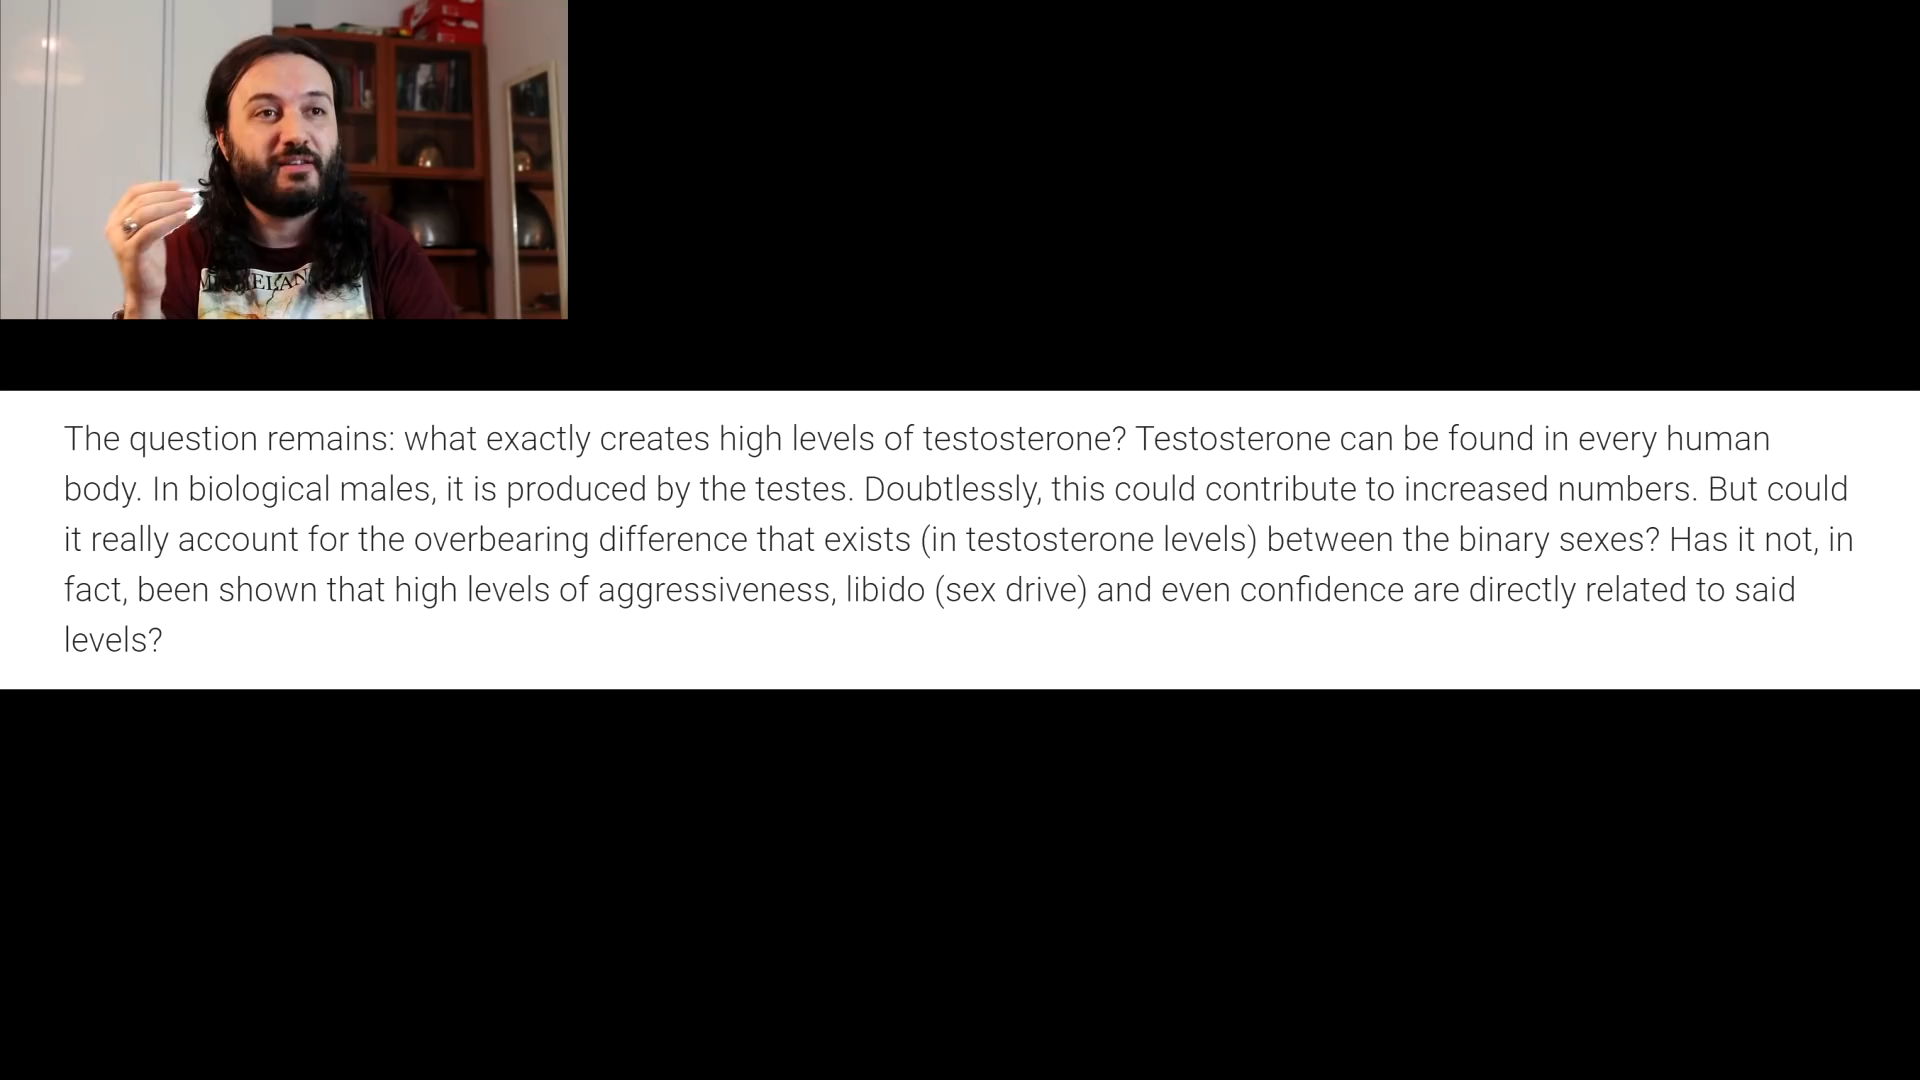 The question remains: what exactly creates high levels of testosterone? Testosterone can be found in every human
body. In biological males, it is produced by the testes. Doubtlessly, this could contribute to increased numbers. But could
it really account for the overbearing difference that exists (in testosterone levels) between the binary sexes? Has it not, in
fact, been shown that high levels of aggressiveness, libido (sex drive) and even confidence are directly related to said
levels?